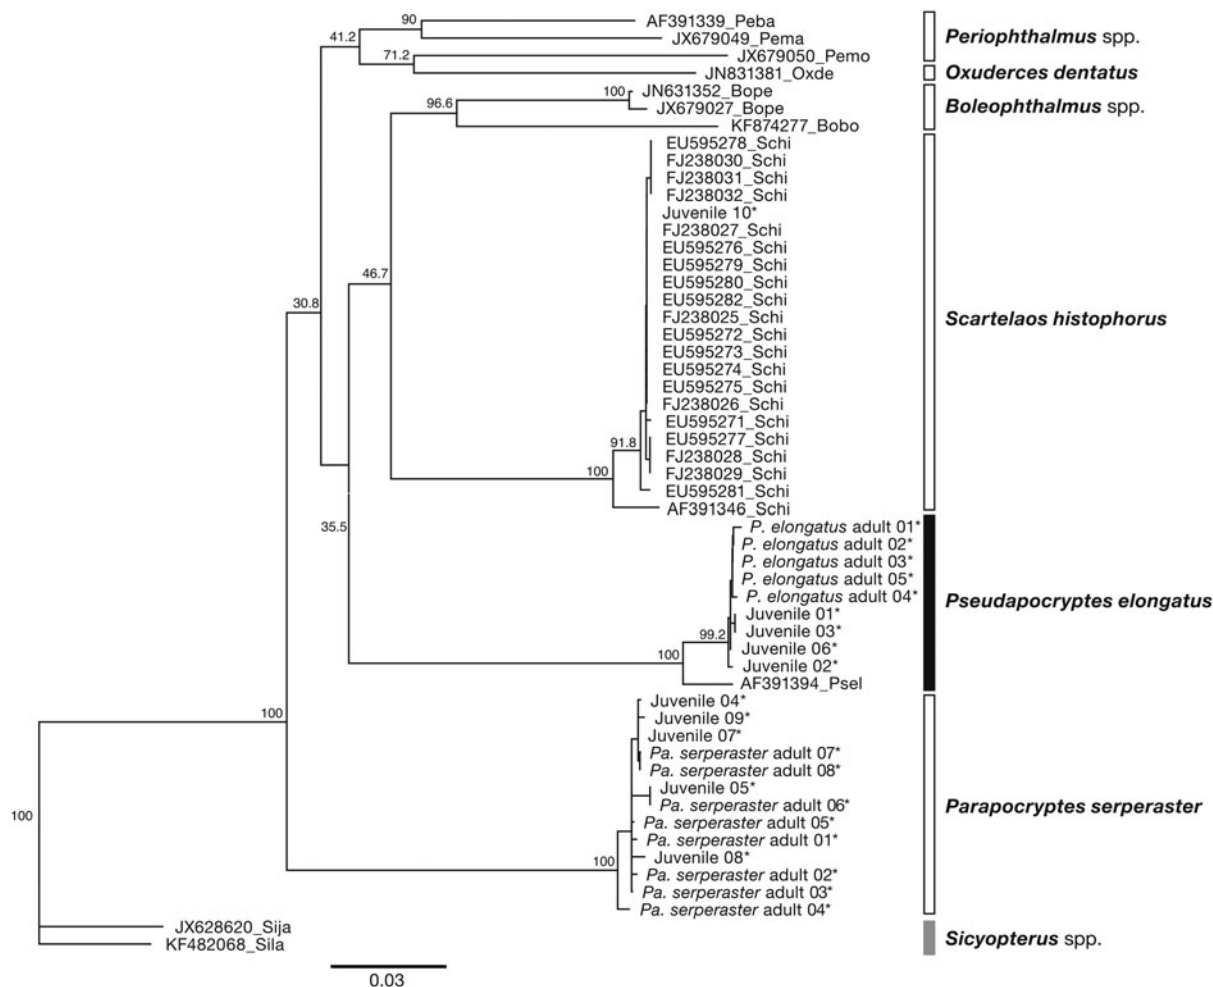 90
AF391339_Peba
41.2
JX679049_Pema
Periophthalmus spp.
71.2
JX679050_Pemo
JN831381_Oxde
Oxuderces dentatus
100
JN631352_Bope
96.6
JX679027_Bope
Boleophthalmus spp.
KF874277_Bobo
EU595278_Schi
FJ238030_Schi
FJ238031_Schi
FJ238032_Schi
Juvenile 10*
FJ238027_Schi
EU595276_Schi
EU595279_Schi
46.7
EU595280_Schi
30.8
EU595282_Schi
FJ238025_Schi
Scartelaos histophorus
EU595272_Schi
EU595273_Schi
EU595274_Schi
EU595275_Schi
FJ238026_Schi
EU595271_Schi
91.8
EU595277_Schi
FJ238028_Schi
100
FJ238029_Schi
EU595281_Schi
AF391346_Schi
35.5
P. elongatus adult 01*
P. elongatus adult 02*
P. elongatus adult 03*
P. elongatus adult 05*
P. elongatus adult 04*
Pseudapocryptes elongatus
Juvenile 01*
99.2
Juvenile 03*
Juvenile 06*
100
Juvenile 02*
AF391394_Psel
Juvenile 04*
100
Juvenile 09*
Juvenile 07*
Pa. serperaster adult 07*
Pa. serperaster adult 08*
Juvenile 05*
Pa. serperaster adult 06*
Parapocryptes serperaster
100
Pa. serperaster adult 05*
Pa. serperaster adult 01*
100
Juvenile 08*
Pa. serperaster adult 02*
Pa. serperaster adult 03*
Pa. serperaster adult 04*
JX628620_Sija
KF482068_Sila
Sicyopterus spp.
0.03